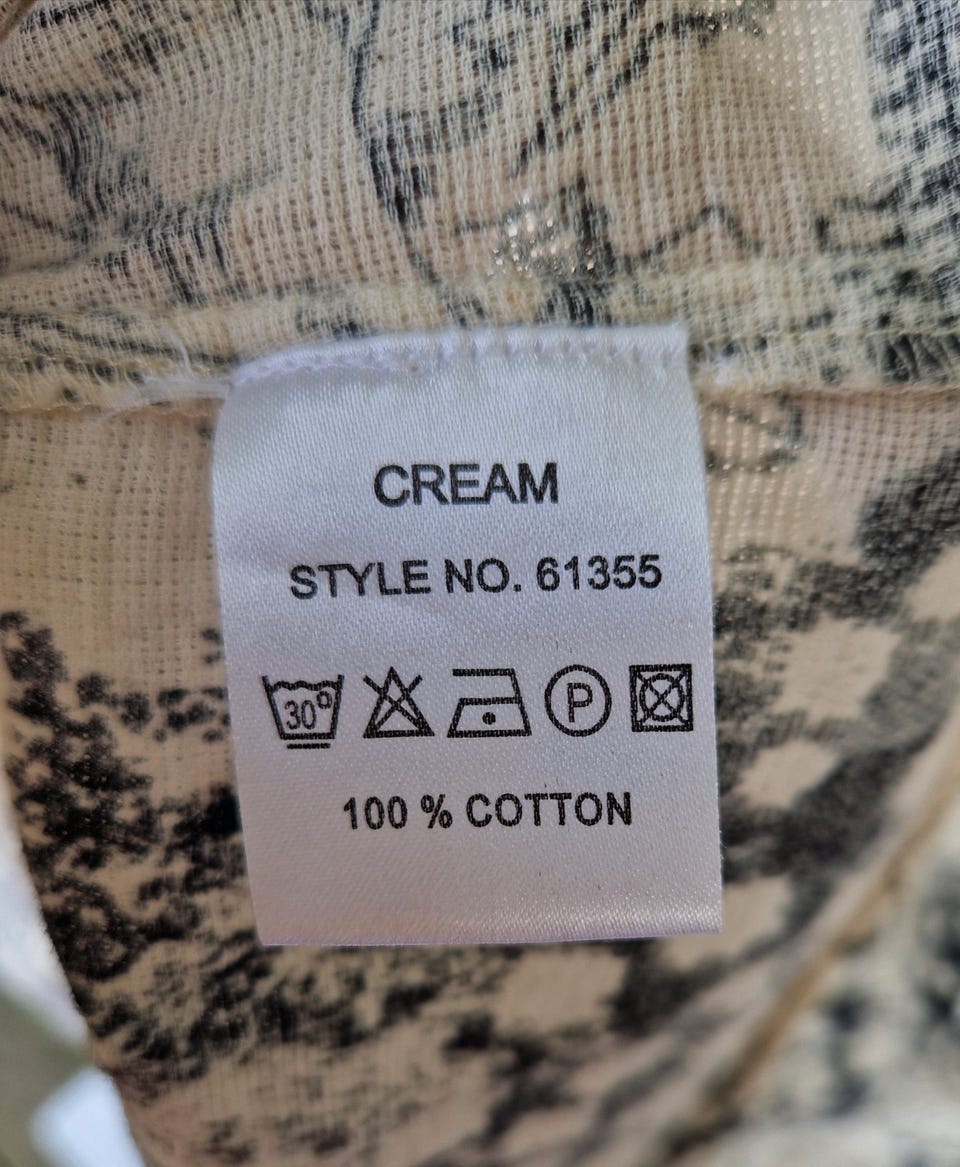 CREAM
STYLE NO. 61355
30° P
100 % COTTON